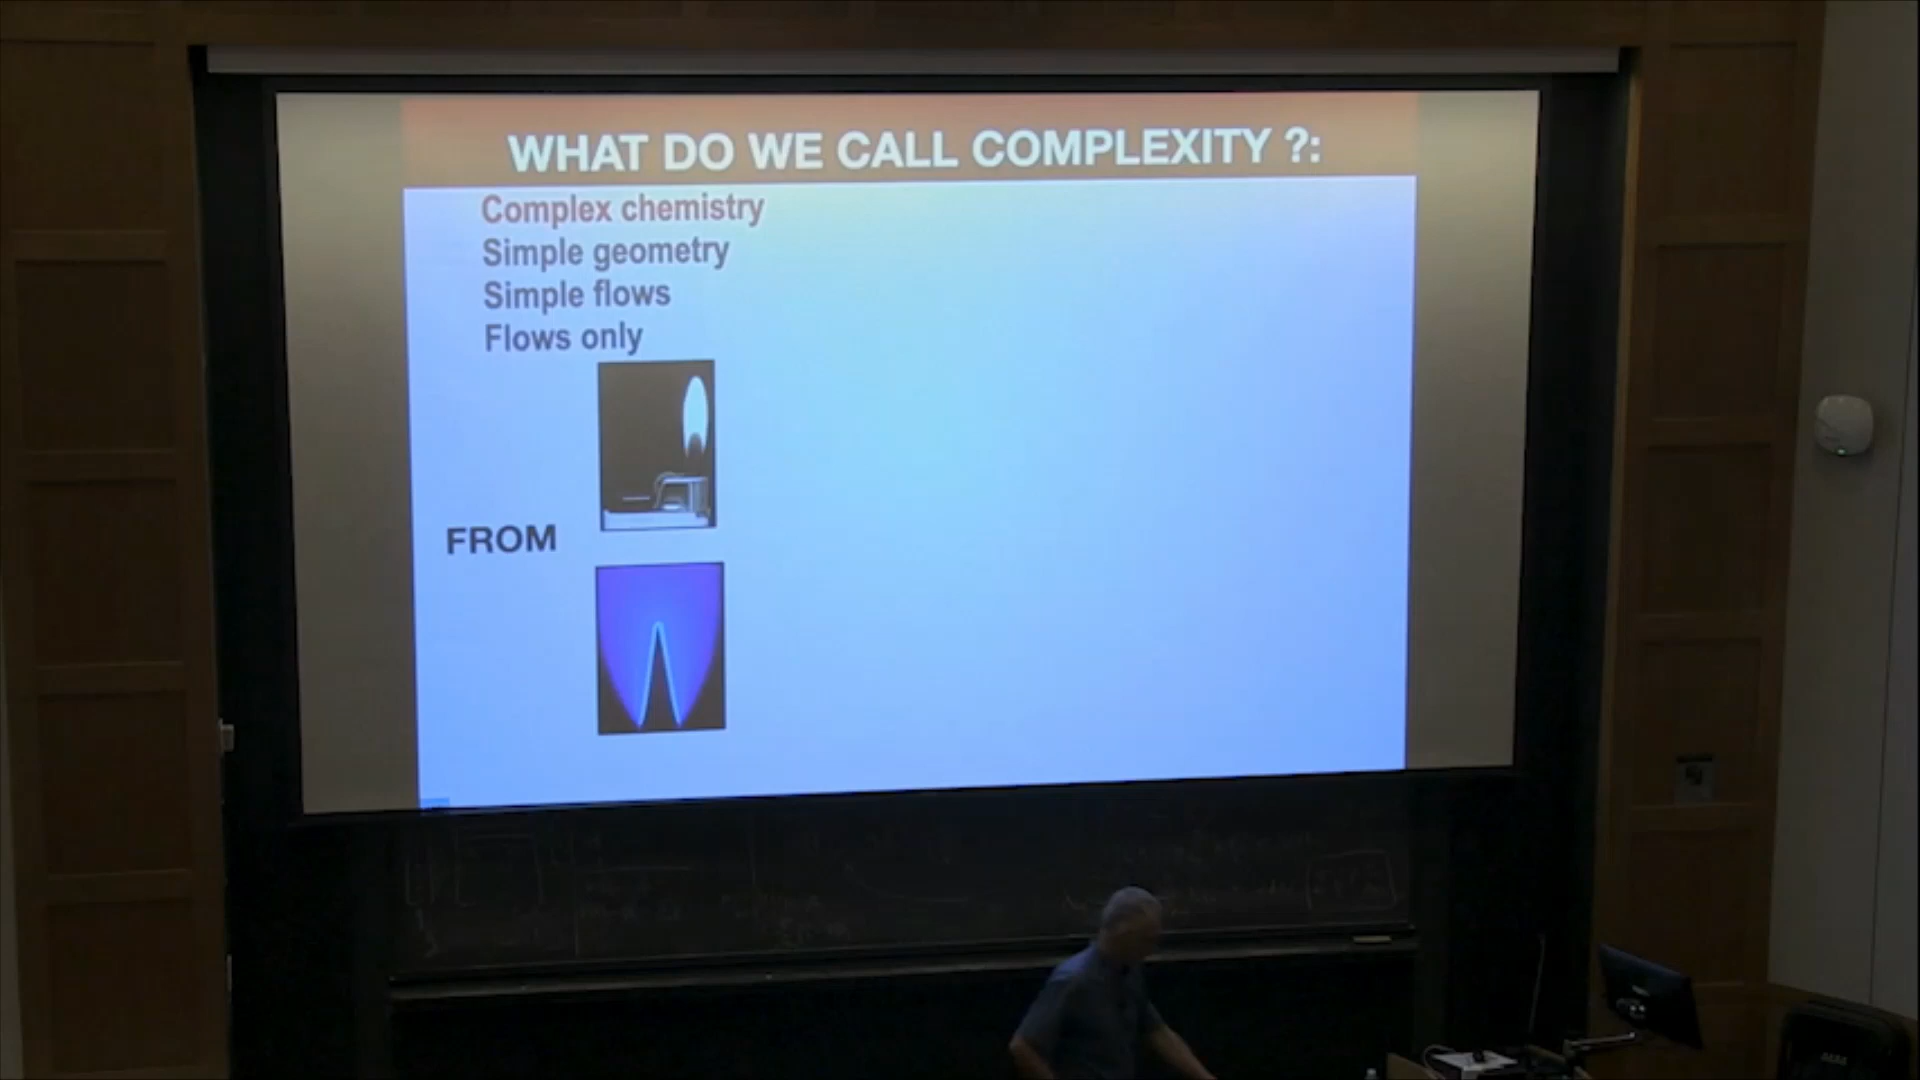 WHAT DO WE CALL COMPLEXITY ?:
Complex chemistry
Simple geometry
Simple flows
Flows only
FROM